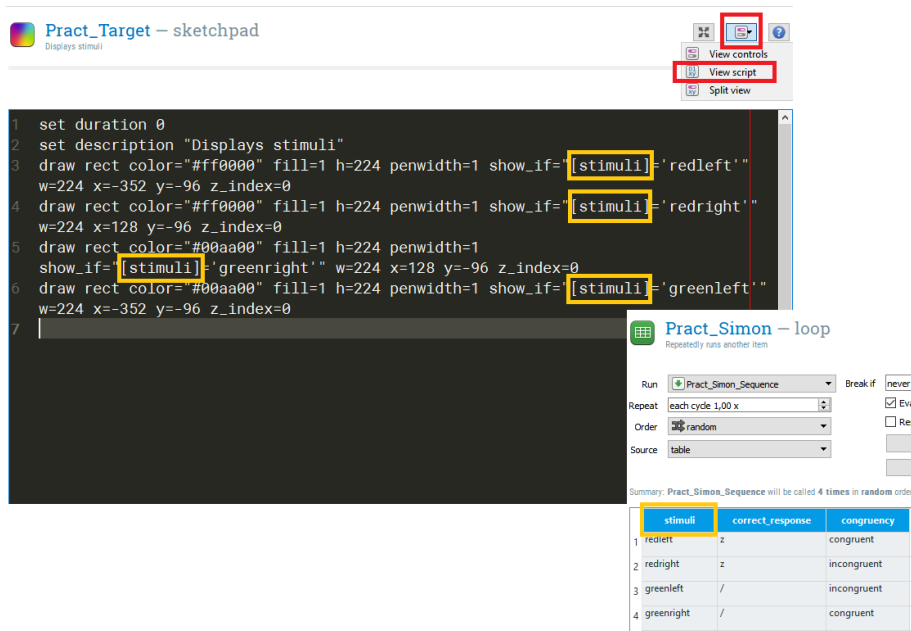 Pract_Target — sketchpad
Displays stimuli
View controls
View script
Split view
1 set duration 0
2 set description "Displays stimuli"
3 draw rect color="#ff0000" fill=1 h=224 penwidth=1 show_if="[stimuli]='redleft'"
w=224 x=-352 y=-96 z_index=0
4 draw rect color="#ff0000" fill=1 h=224 penwidth=1 show_if="[stimuli]='redright'"
w=224 x=128 y=-96 z_index=0
5 draw rect color="#00aa00" fill=1 h=224 penwidth=1
show_if="[stimuli]='greenright'" w=224 x=128 y=-96 z_index=0
6 draw rect color="#00aa00" fill=1 h=224 penwidth=1 show_if="[stimuli]='greenleft'"
w=224 x=-352 y=-96 z_index=0
7
Pract_Simon — loop
Repeatedly runs another item
Run Pract_Simon_Sequence Break if never
Repeat each cycle 1,00 x Eva
Order random Res
Source table
Summary: Pract_Simon_Sequence will be called 4 times in random order
stimuli correct_response congruency
1 redleft z congruent
2 redright z incongruent
3 greenleft / incongruent
4 greenright / congruent